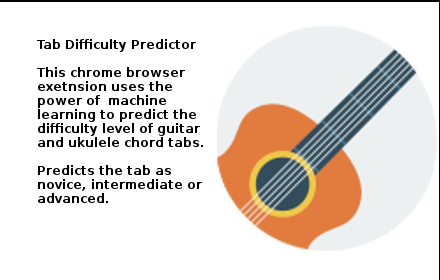 Tab Difficulty Predictor
This chrome browser
exetnsion uses the
power of  machine
learning to predict the
difficulty level of guitar
and ukulele chord tabs.
Predicts the tab as
novice, intermediate or
advanced.